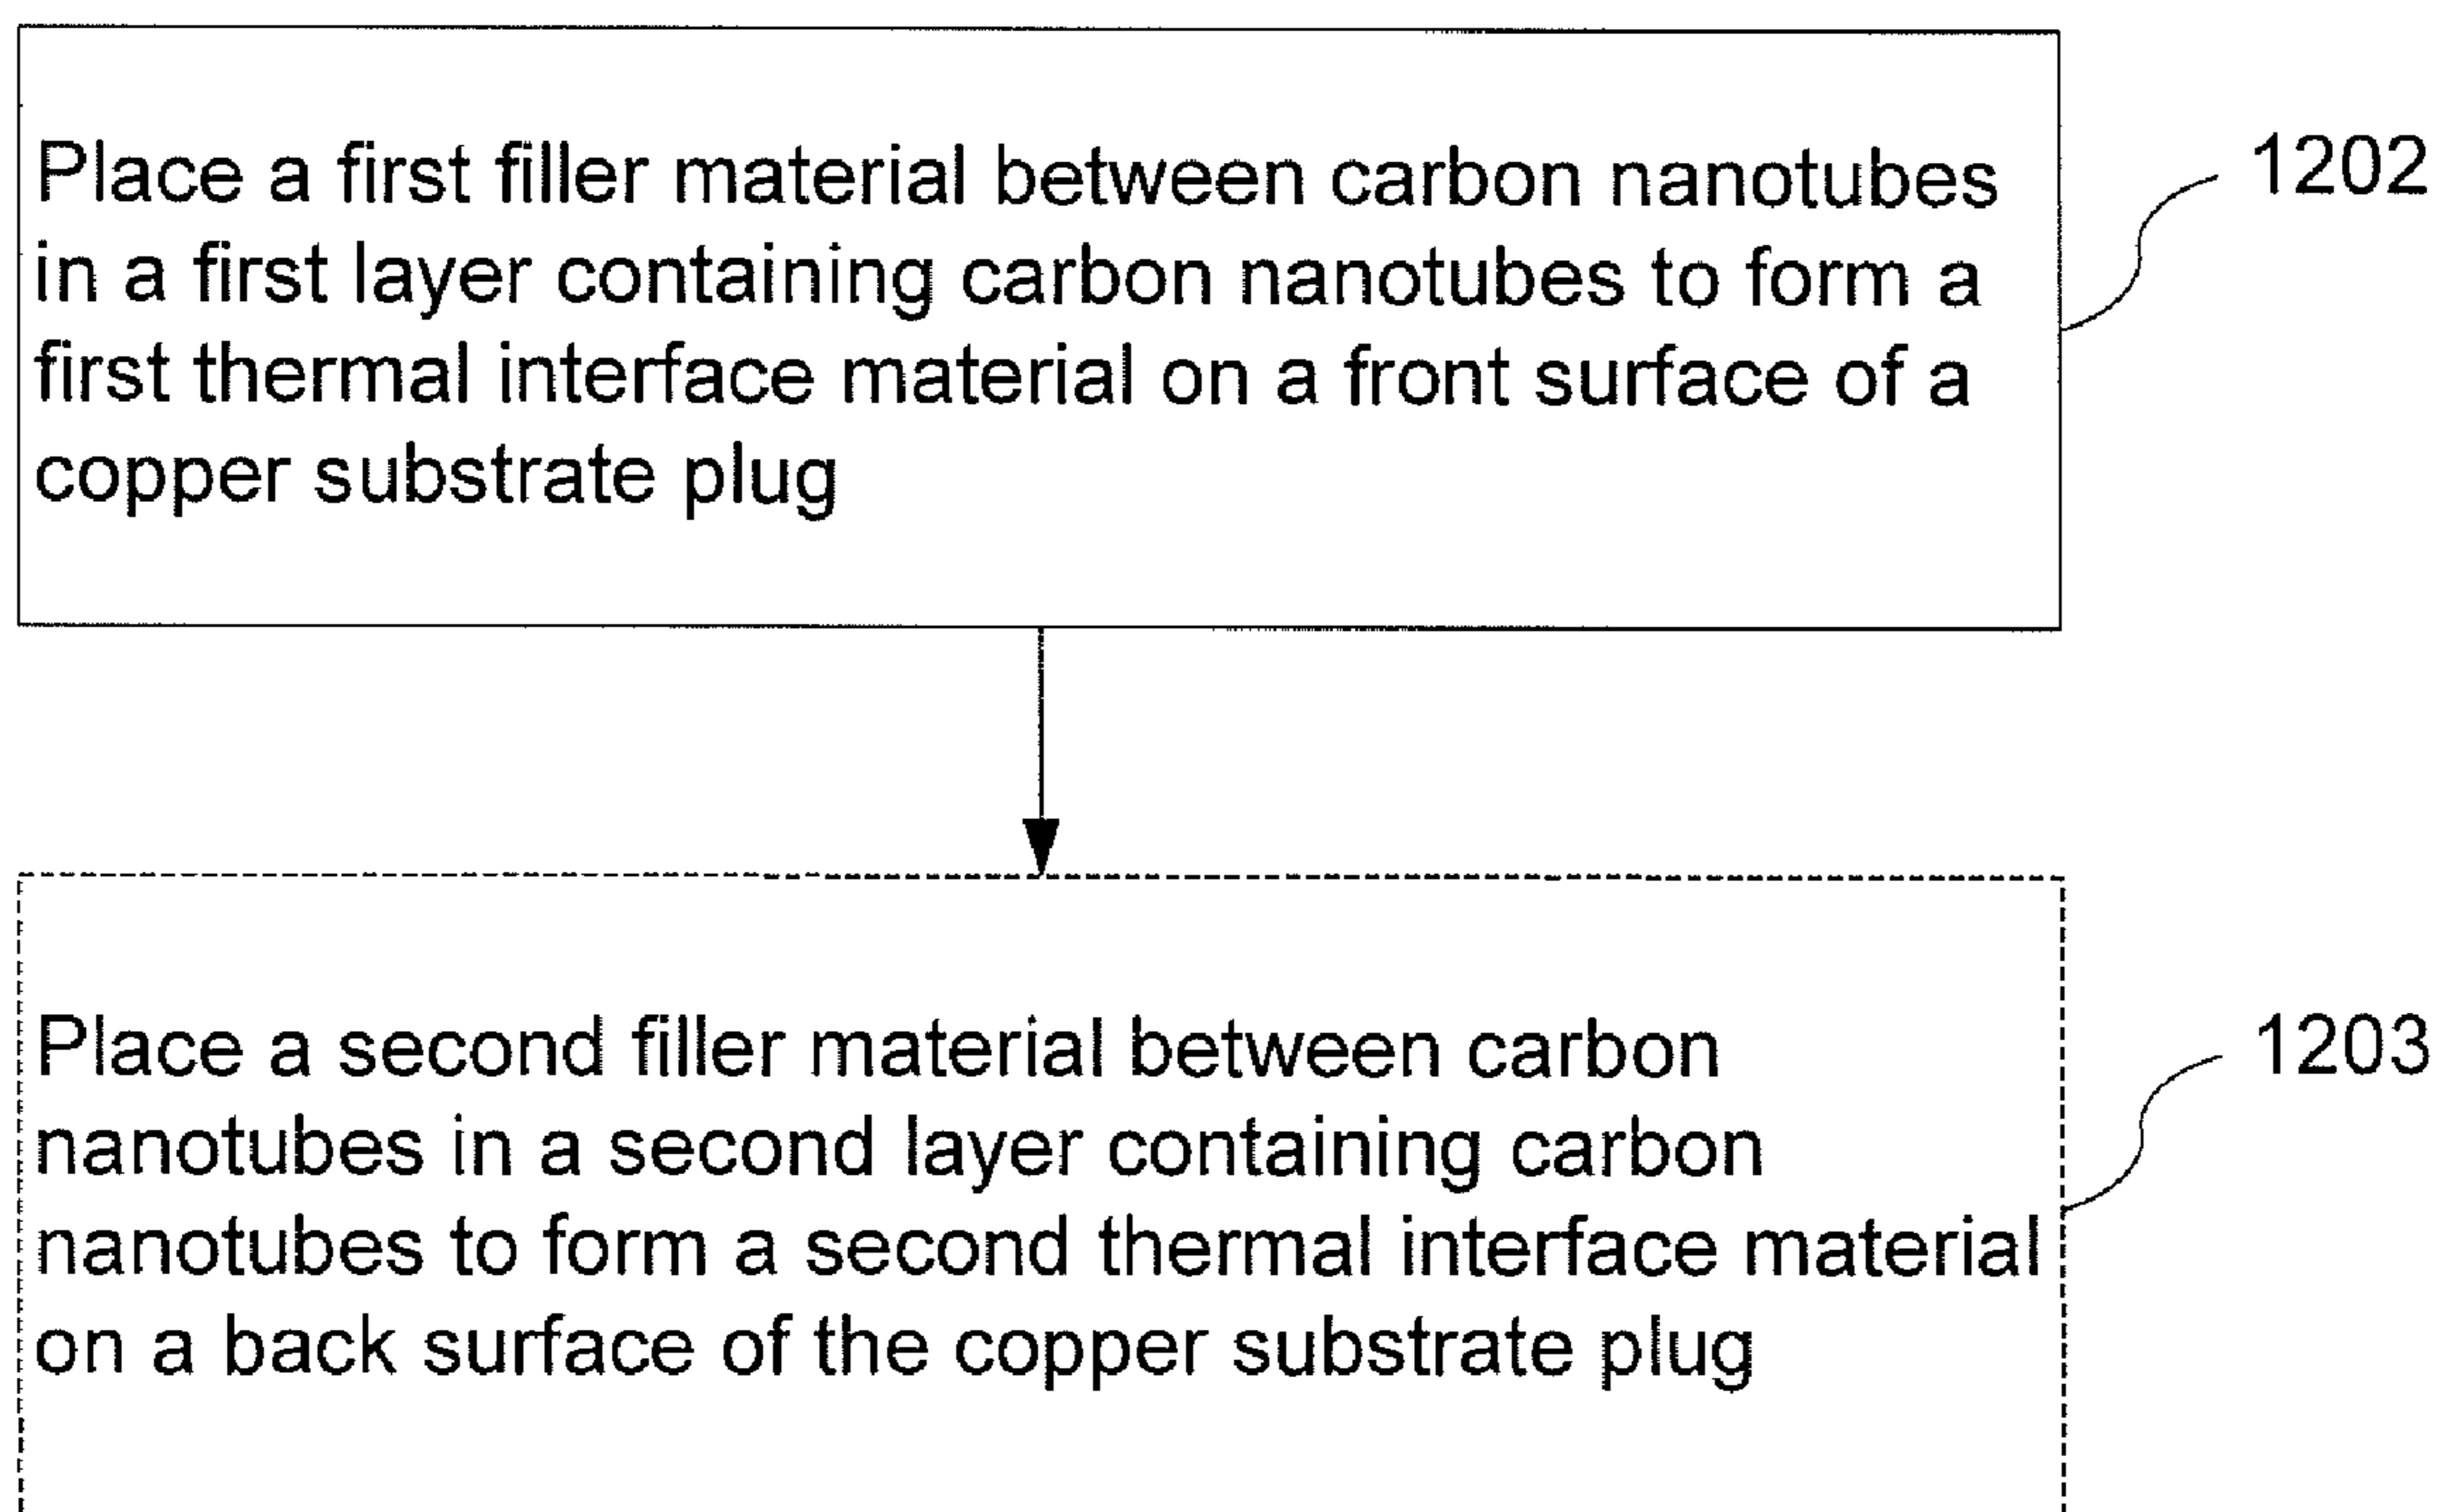 Place a first filler material between carbon nanotubes
in a first layer containing carbon nanotubes to form a
first thermal interface material on a front surface of a
copper substrate plug
1202
Place a second filler material between carbon
nanotubes in a second layer containing carbon
nanotubes to form a second thermal interface material
on a back surface of the copper substrate plug
1203